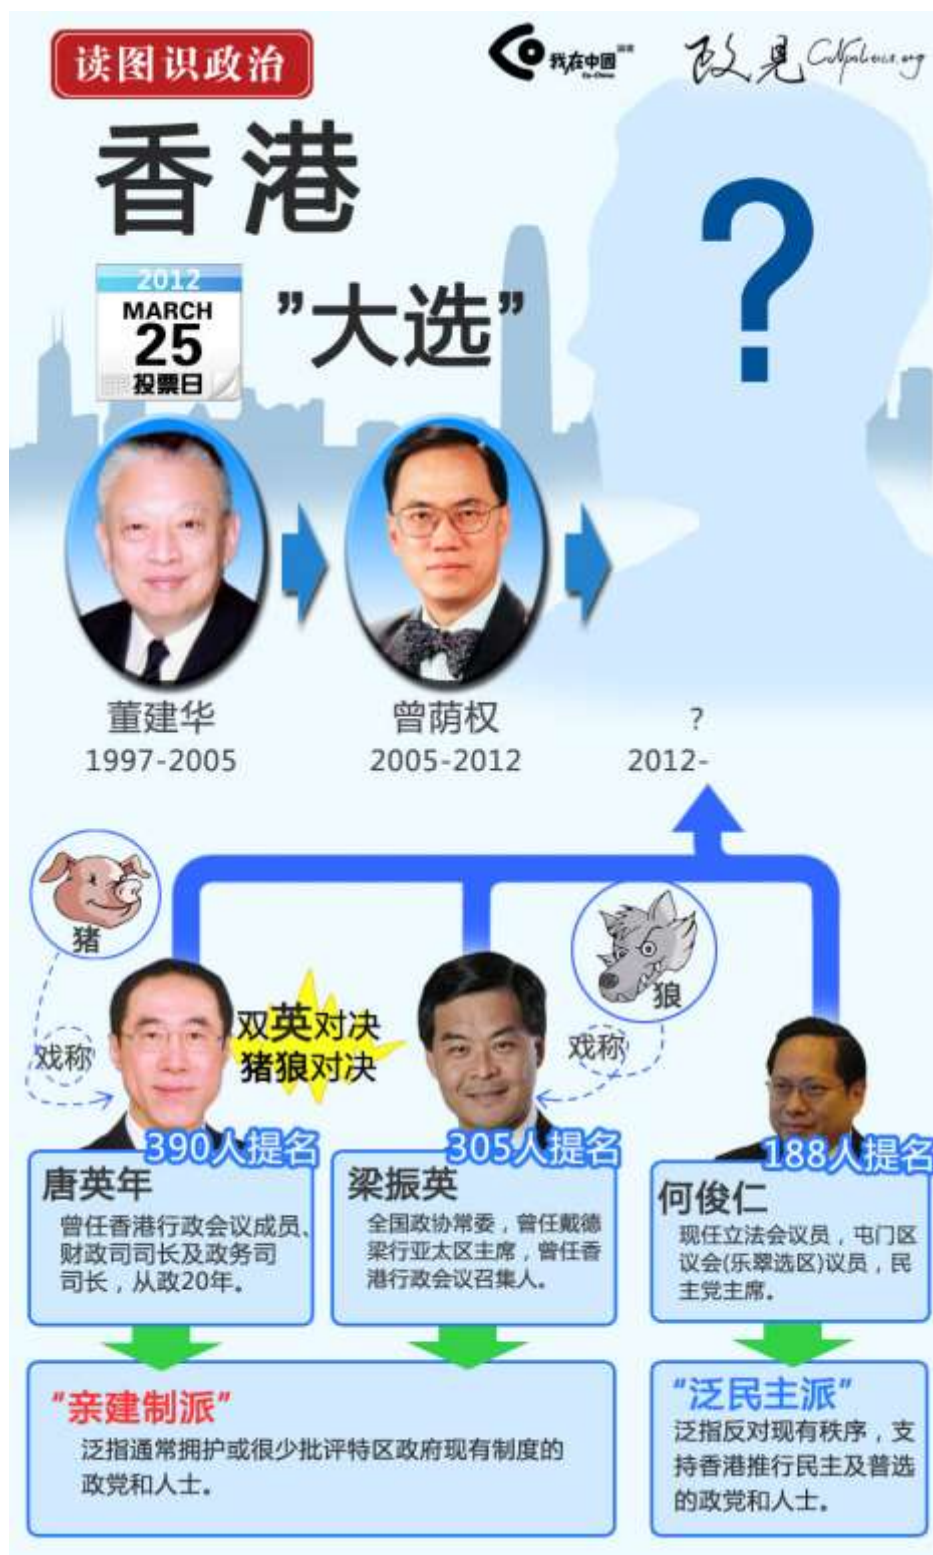 读图识政治
我在中国
Co-China
政见 CNpolitics.org
香港
2012
MARCH
25
投票日
”大选”
?
董建华
1997-2005
曾荫权
2005-2012
?
2012-
猪
戏称
双英对决
猪狼对决
狼
戏称
390人提名
唐英年
曾任香港行政会议成员、
财政司司长及政务司
司长，从政20年。
305人提名
梁振英
全国政协常委，曾任戴德
梁行亚太区主席，曾任香
港行政会议召集人。
188人提名
何俊仁
现任立法会议员，屯门区
议会(乐翠选区)议员，民
主党主席。
“亲建制派”
泛指通常拥护或很少批评特区政府现有制度的
政党和人士。
“泛民主派”
泛指反对现有秩序，支
持香港推行民主及普选
的政党和人士。